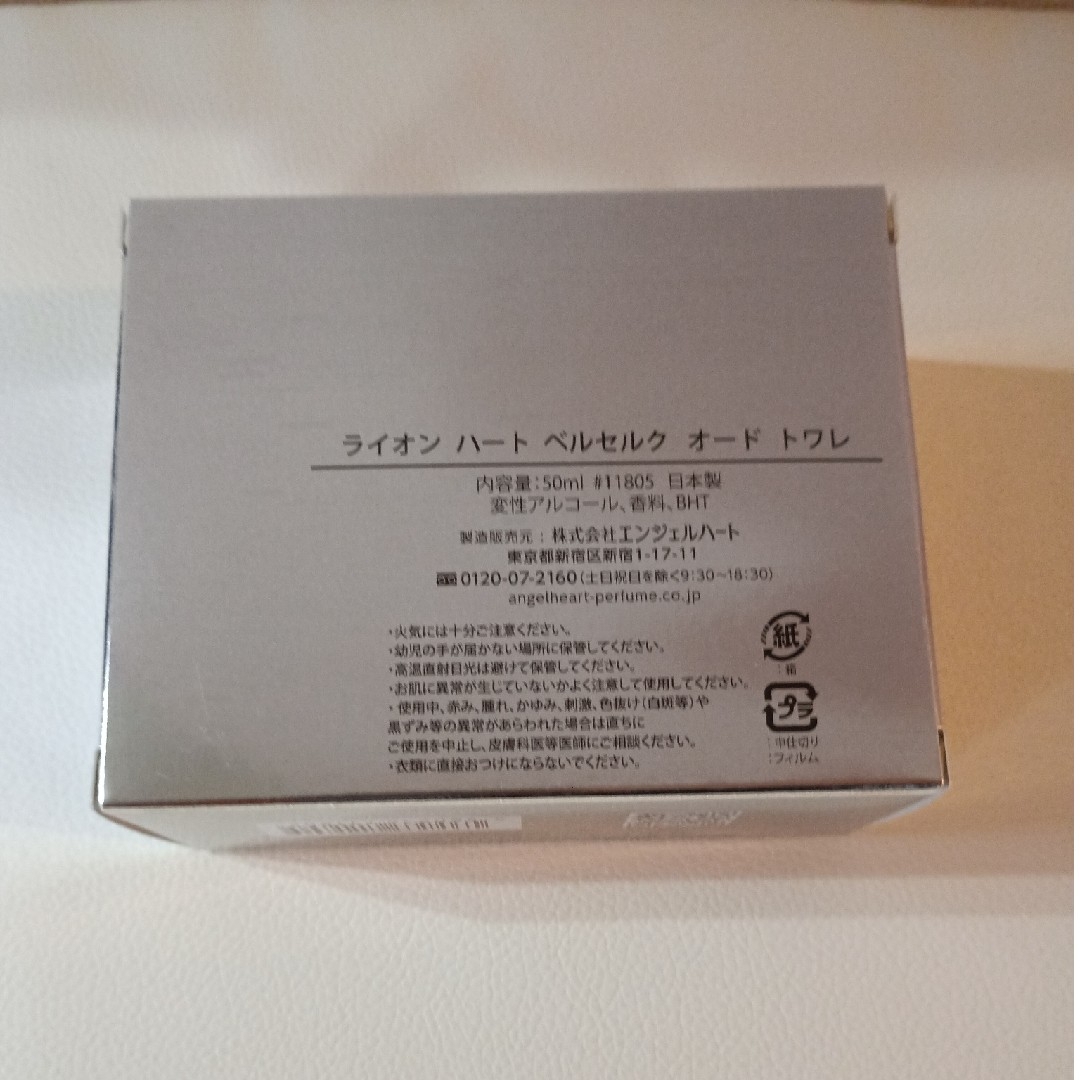 ライオン ハート ベルセルク オード トワレ
内容量:50ml #11805 日本製
変性アルコール、香料、BHT
製造販売元:株式会社エンジェルハート
東京都新宿区新宿1-17-11
0120-07-2160(土日祝日を除く9:30~18:30)
angelheart-perfume.co.jp
・火気には十分ご注意ください。
・幼児の手が届かない場所に保管してください。
・高温直射日光は避けて保管してください。
・お肌に異常が生じていないかよく注意して使用してください。
・使用中、赤み、腫れ、かゆみ、刺激、色抜け(白斑等)や
黒ずみ等の異常があらわれた場合は直ちに
ご使用を中止し、皮膚科医等医師にご相談ください。
・衣類に直接おつけにならないでください。
紙
:箱
プラ
:中仕切り
:フィルム